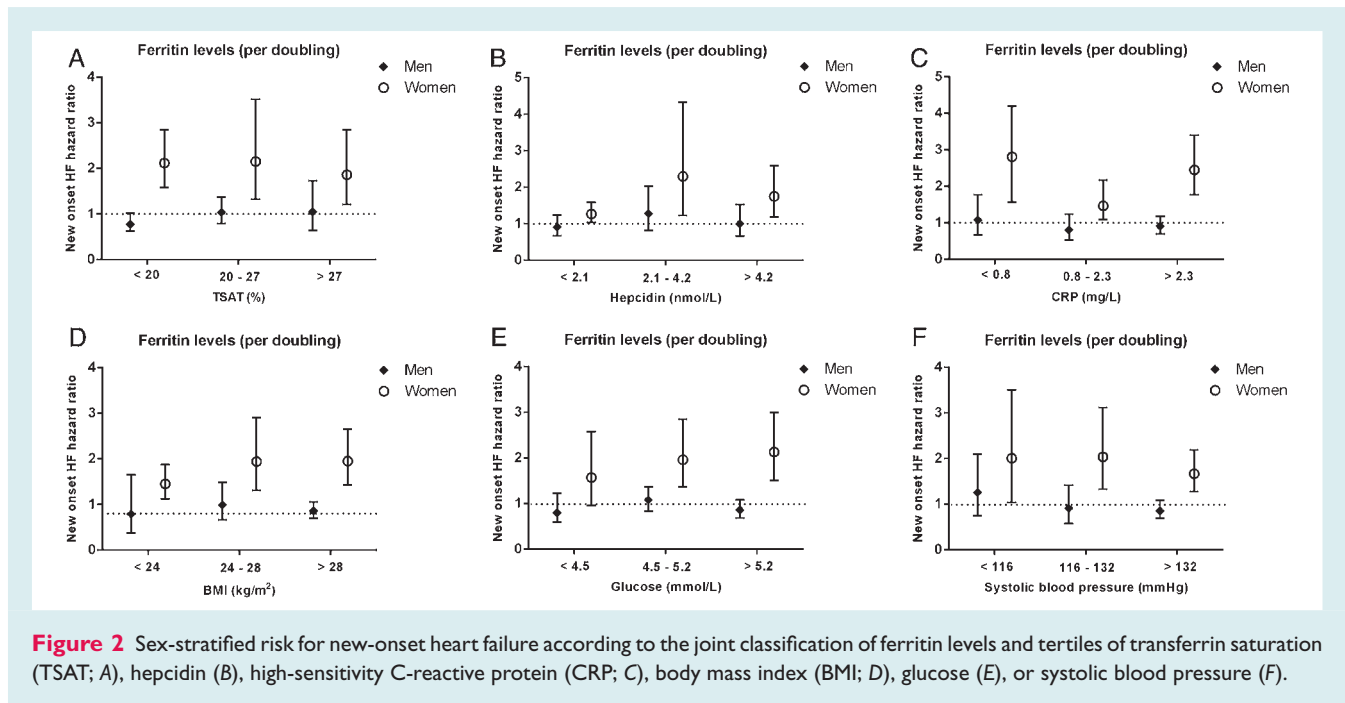 A
Ferritin levels (per doubling)
Men
Women
New onset HF hazard ratio
4
3
2
1
0
< 20
20 - 27
> 27
TSAT (%)
B
Ferritin levels (per doubling)
Men
Women
New onset HF hazard ratio
5
4
3
2
1
0
< 2.1
2.1 - 4.2
> 4.2
Hepcidin (nmol/L)
C
Ferritin levels (per doubling)
Men
Women
New onset HF hazard ratio
5
4
3
2
1
0
< 0.8
0.8 - 2.3
> 2.3
CRP (mg/L)
D
Ferritin levels (per doubling)
Men
Women
New onset HF hazard ratio
4
3
2
1
0
< 24
24 - 28
> 28
BMI (kg/m²)
E
Ferritin levels (per doubling)
Men
Women
New onset HF hazard ratio
4
3
2
1
0
< 4.5
4.5 - 5.2
> 5.2
Glucose (mmol/L)
F
Ferritin levels (per doubling)
Men
Women
New onset HF hazard ratio
4
3
2
1
0
< 116
116 - 132
> 132
Systolic blood pressure (mmHg)
Figure 2 Sex-stratified risk for new-onset heart failure according to the joint classification of ferritin levels and tertiles of transferrin saturation
(TSAT; A), hepcidin (B), high-sensitivity C-reactive protein (CRP; C), body mass index (BMI; D), glucose (E), or systolic blood pressure (F).